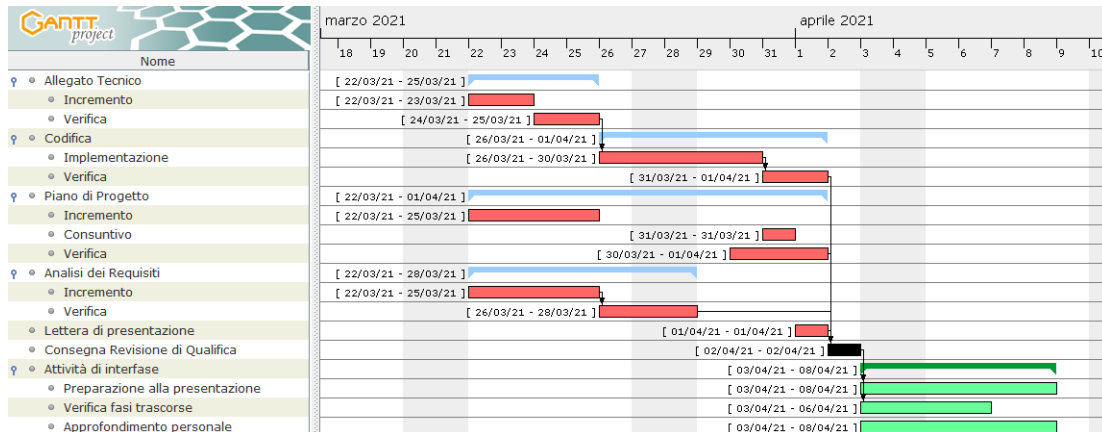 GANTT
project
marzo 2021 aprile 2021
18 19 20 21 22 23 24 25 26 27 28 29 30 31 1 2 3 4 5 6 7 8 9 10
Nome
Allegato Tecnico [ 22/03/21 - 25/03/21 ]
Incremento [ 22/03/21 - 23/03/21 ]
Verifica [ 24/03/21 - 25/03/21 ]
Codifica [ 26/03/21 - 01/04/21 ]
Implementazione [ 26/03/21 - 30/03/21 ]
Verifica [ 31/03/21 - 01/04/21 ]
Piano di Progetto [ 22/03/21 - 01/04/21 ]
Incremento [ 22/03/21 - 25/03/21 ]
Consuntivo [ 31/03/21 - 31/03/21 ]
Verifica [ 30/03/21 - 01/04/21 ]
Analisi dei Requisiti [ 22/03/21 - 28/03/21 ]
Incremento [ 22/03/21 - 25/03/21 ]
Verifica [ 26/03/21 - 28/03/21 ]
Lettera di presentazione [ 01/04/21 - 01/04/21 ]
Consegna Revisione di Qualifica [ 02/04/21 - 02/04/21 ]
Attività di interfase [ 03/04/21 - 08/04/21 ]
Preparazione alla presentazione [ 03/04/21 - 08/04/21 ]
Verifica fasi trascorse [ 03/04/21 - 06/04/21 ]
Approfondimento personale [ 03/04/21 - 08/04/21 ]